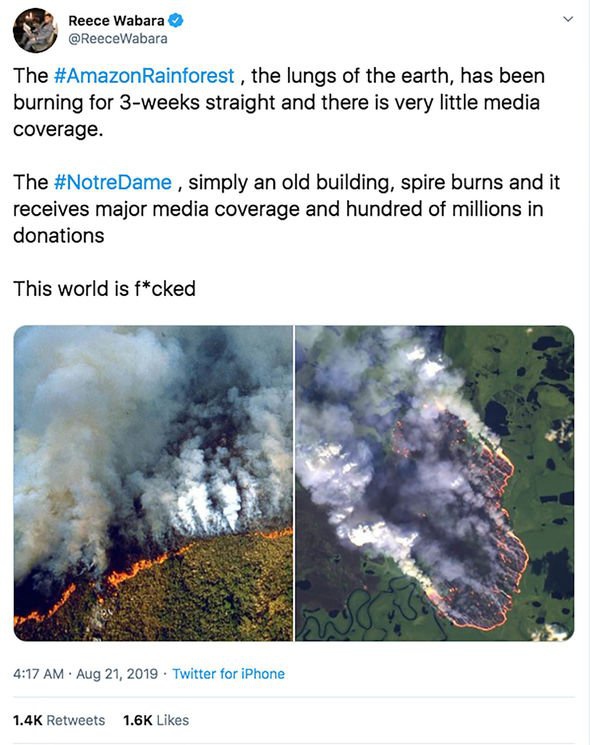 Reece Wabara
@ReeceWabara
The #AmazonRainforest , the lungs of the earth, has been
burning for 3-weeks straight and there is very little media
coverage.
The #NotreDame , simply an old building, spire burns and it
receives major media coverage and hundred of millions in
donations
This world is f*cked
4:17 AM · Aug 21, 2019 · Twitter for iPhone
1.4K Retweets 1.6K Likes